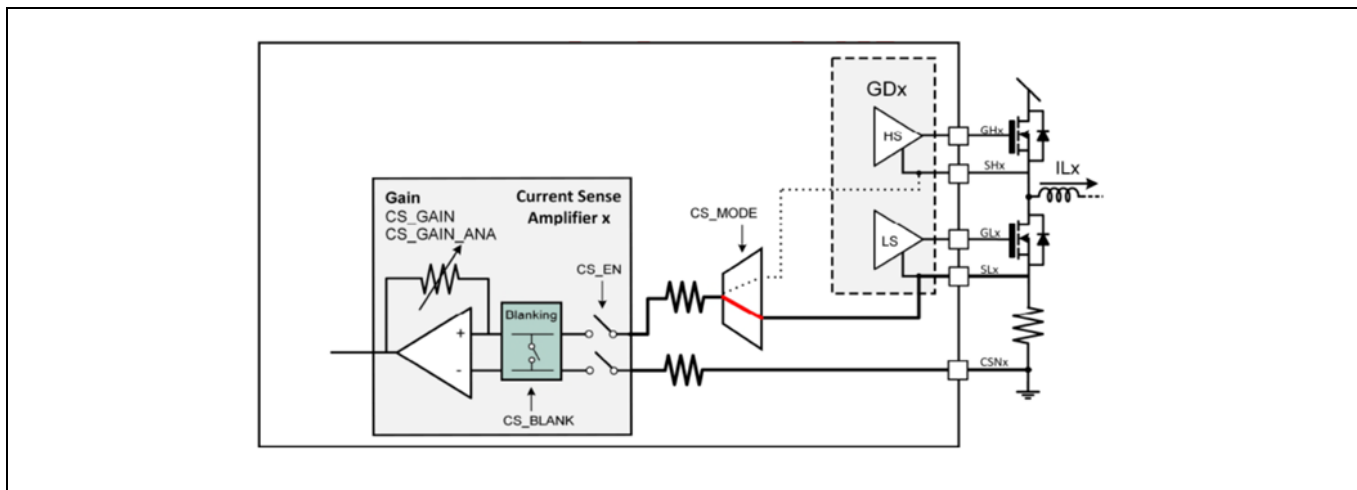 GDx
HS
GHx
SHx
ILx
LS
GLx
SLx
CS_MODE
Gain
CS_GAIN
CS_GAIN_ANA
Current Sense
Amplifier x
CS_EN
Blanking
+
-
CS_BLANK
CSNx